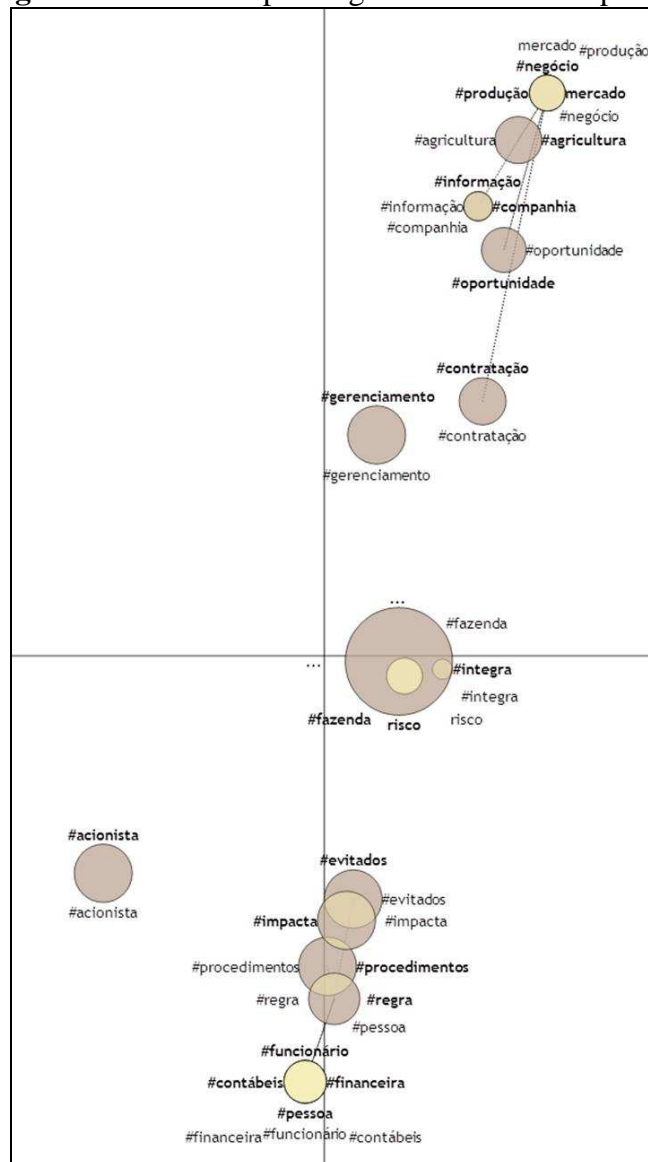 mercado #produção
#negócio
#produção mercado
#negócio
#agricultura #agricultura
#informação
#informação #companhia
#companhia
#oportunidade
#oportunidade
#contratação
#gerenciamento
#contratação
#gerenciamento
...
#fazenda
...
#integra
#integra
#fazenda risco risco
#acionista
#evitados
#evitados
#acionista
#impacta #impacta
#procedimentos #procedimentos
#regra #regra
#pessoa
#funcionário
#contábeis #financeira
#pessoa
#financeira #funcionário #contábeis